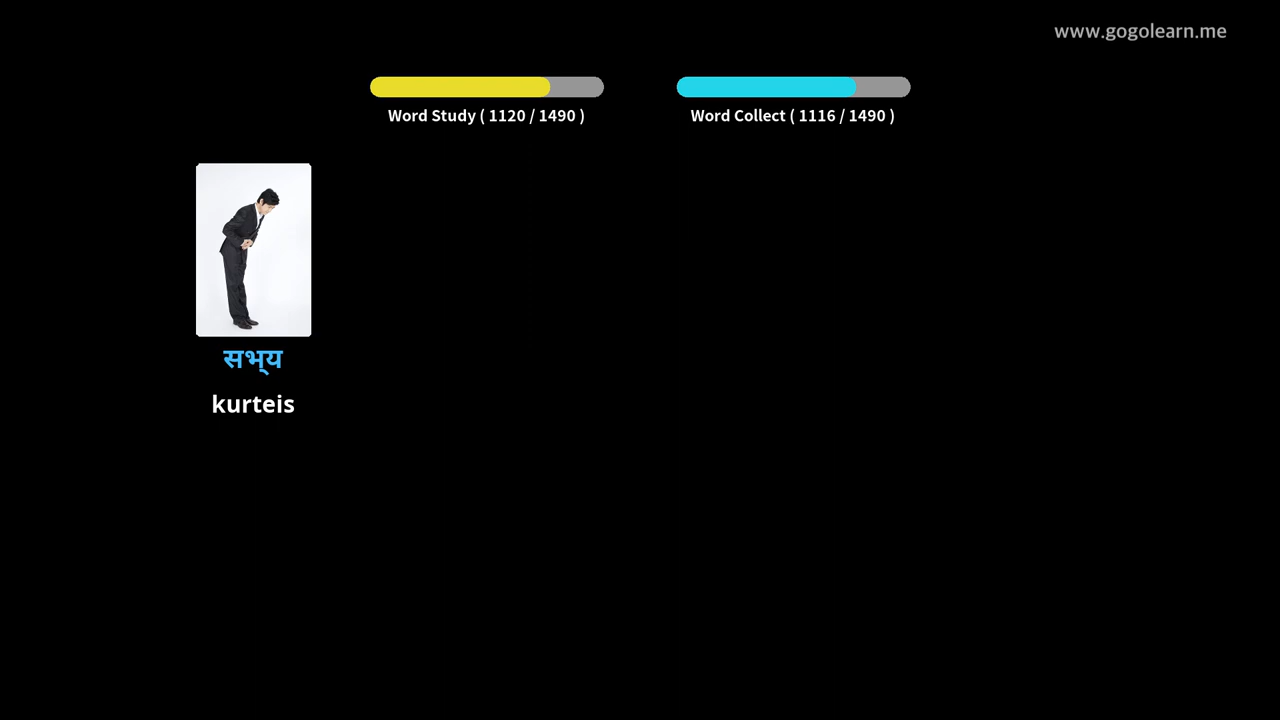 www.gogolearn.me
Word Study ( 1120 / 1490 )
Word Collect ( 1116 / 1490 )
सभ्य
kurteis